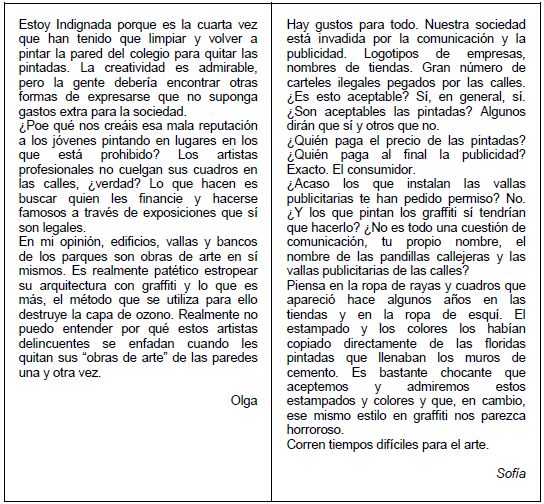 Estoy Indignada porque es la cuarta vez
que han tenido que limpiar y volver a
pintar la pared del colegio para quitar las
pintadas. La creatividad es admirable,
pero la gente debería encontrar otras
formas de expresarse que no suponga
gastos extra para la sociedad.
¿Poe qué nos creáis esa mala reputación
a los jóvenes pintando en lugares en los
que está prohibido? Los artistas
profesionales no cuelgan sus cuadros en
las calles, ¿verdad? Lo que hacen es
buscar quien les financie y hacerse
famosos a través de exposiciones que sí
son legales.
En mi opinión, edificios, vallas y bancos
de los parques son obras de arte en sí
mismos. Es realmente patético estropear
su arquitectura con graffiti y lo que es
más, el método que se utiliza para ello
destruye la capa de ozono. Realmente no
puedo entender por qué estos artistas
delincuentes se enfadan cuando les
quitan sus “obras de arte” de las paredes
una y otra vez.
Olga
Hay gustos para todo. Nuestra sociedad
está invadida por la comunicación y la
publicidad. Logotipos de empresas,
nombres de tiendas. Gran número de
carteles ilegales pegados por las calles.
¿Es esto aceptable? Sí, en general, sí.
¿Son aceptables las pintadas? Algunos
dirán que sí y otros que no.
¿Quién paga el precio de las pintadas?
¿Quién paga al final la publicidad?
Exacto. El consumidor.
¿Acaso los que instalan las vallas
publicitarias te han pedido permiso? No.
¿Y los que pintan los graffiti sí tendrían
que hacerlo? ¿No es todo una cuestión de
comunicación, tu propio nombre, el
nombre de las pandillas callejeras y las
vallas publicitarias de las calles?
Piensa en la ropa de rayas y cuadros que
apareció hace algunos años en las
tiendas y en la ropa de esquí. El
estampado y los colores los habían
copiado directamente de las floridas
pintadas que llenaban los muros de
cemento. Es bastante chocante que
aceptemos y admiremos estos
estampados y colores y que, en cambio,
ese mismo estilo en graffiti nos parezca
horroroso.
Corren tiempos difíciles para el arte.
Sofía